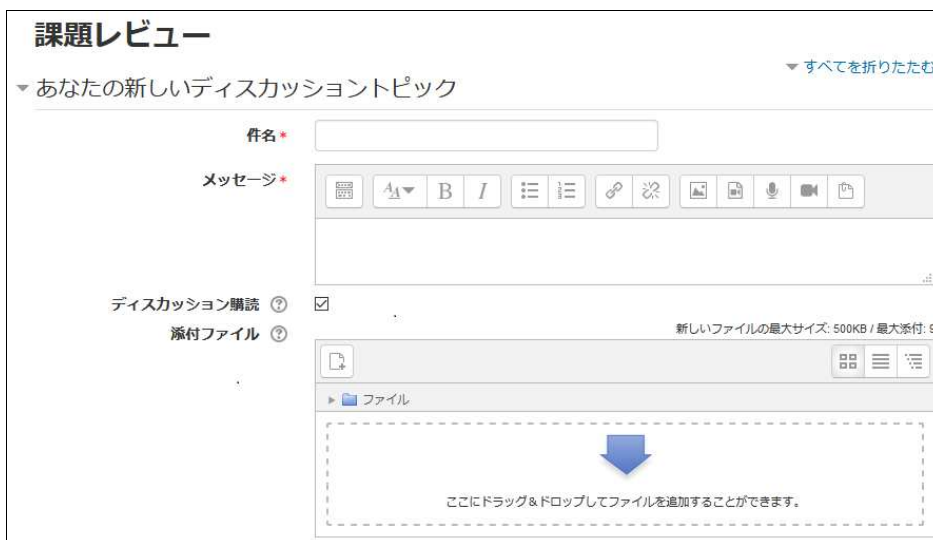 課題レビュー
すべてを折りたたむ
あなたの新しいディスカッショントピック
件名*
メッセージ*
B I
ディスカッション購読
添付ファイル
新しいファイルの最大サイズ: 500KB / 最大添付: 9
ファイル
ここにドラッグ&ドロップしてファイルを追加することができます。